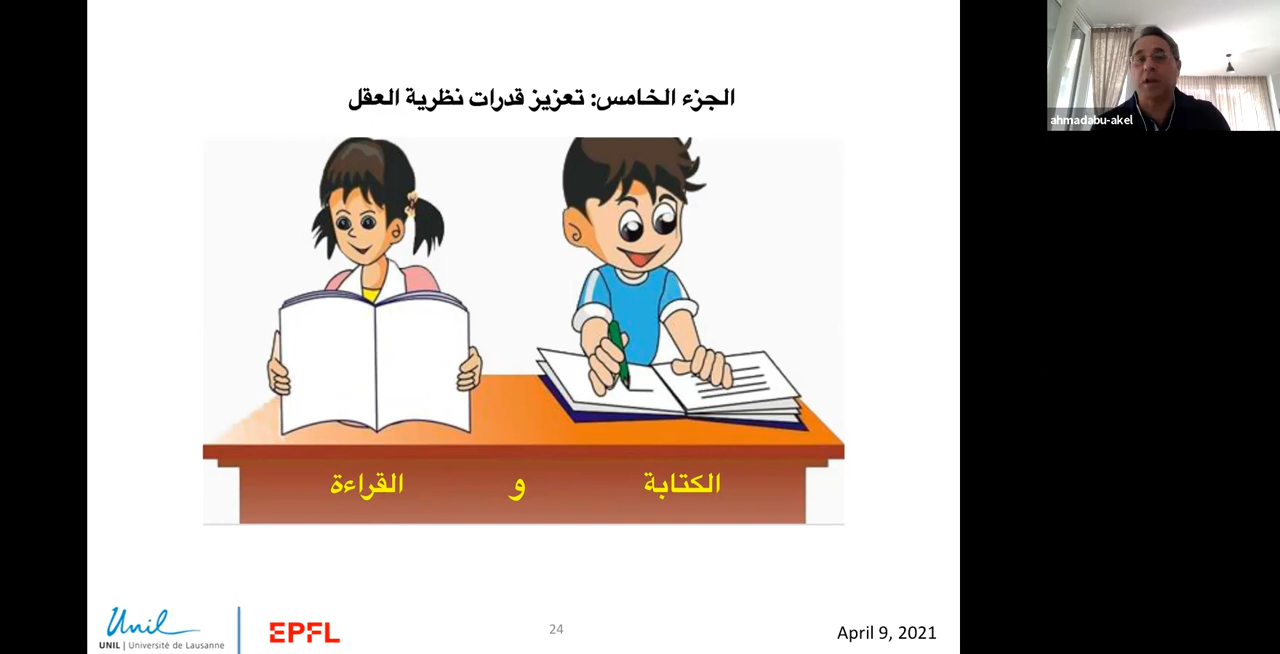 الجزء الخامس: تعزيز قدرات نظرية العقل
ahmadabu-akel
الكتابة و القراءة
Unil
UNIL | Université de Lausanne
EPFL
24
April 9, 2021